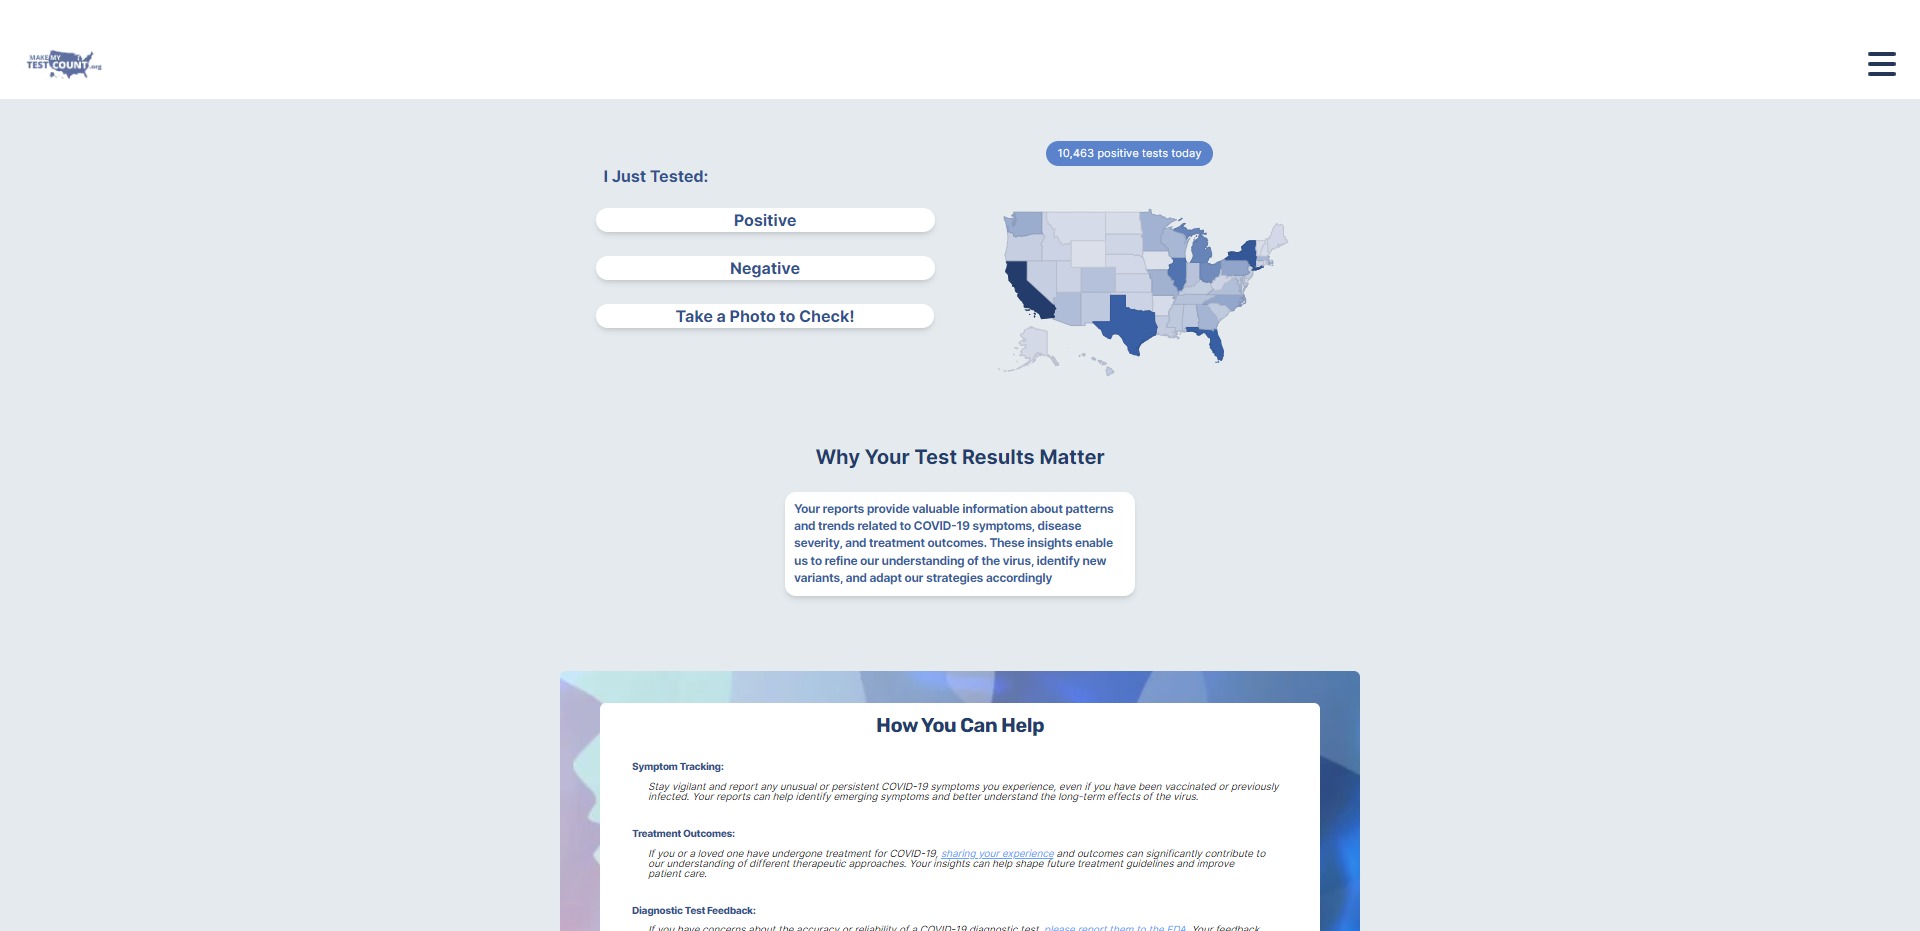 MAKE MY
TEST COUNT.org
10,463 positive tests today
I Just Tested:
Positive
Negative
Take a Photo to Check!
Why Your Test Results Matter
Your reports provide valuable information about patterns
and trends related to COVID-19 symptoms, disease
severity, and treatment outcomes. These insights enable
us to refine our understanding of the virus, identify new
variants, and adapt our strategies accordingly
How You Can Help
Symptom Tracking:
Stay vigilant and report any unusual or persistent COVID-19 symptoms you experience, even if you have been vaccinated or previously
infected. Your reports can help identify emerging symptoms and better understand the long-term effects of the virus.
Treatment Outcomes:
If you or a loved one have undergone treatment for COVID-19, sharing your experience and outcomes can significantly contribute to
our understanding of different therapeutic approaches. Your insights can help shape future treatment guidelines and improve
patient care.
Diagnostic Test Feedback:
If you have concerns about the accuracy or reliability of a COVID-19 diagnostic test, please report them to the FDA. Your feedback